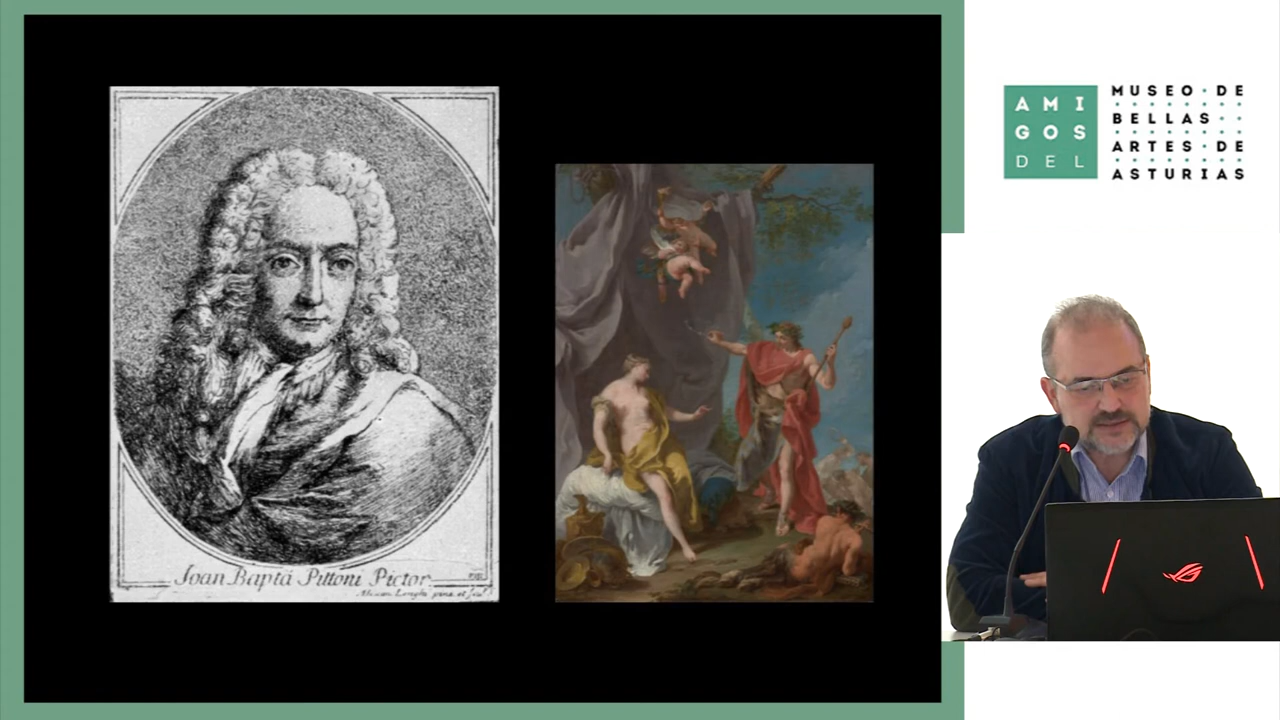 Joan Bapta Pittoni Pictor
AMI
GOS
DEL
MUSEO DE
BELLAS
ARTES DE
ASTURIAS